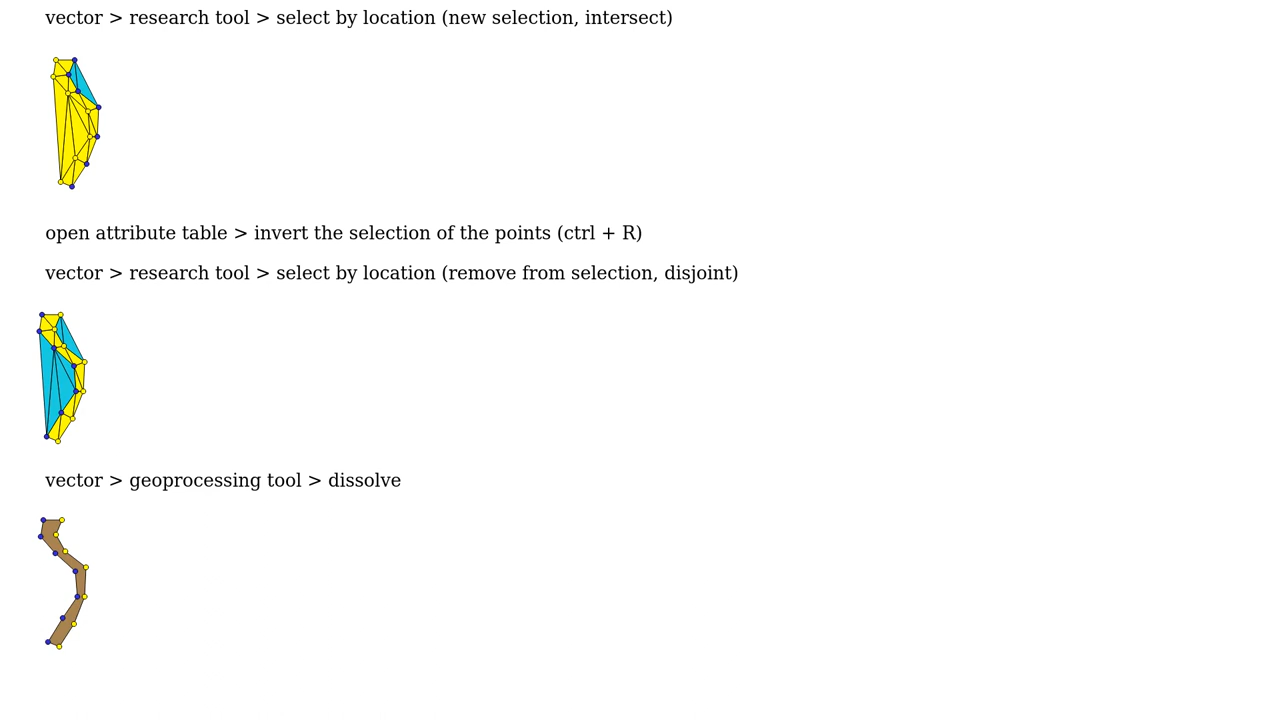 vector > research tool > select by location (new selection, intersect)
open attribute table > invert the selection of the points (ctrl + R)
vector > research tool > select by location (remove from selection, disjoint)
vector > geoprocessing tool > dissolve